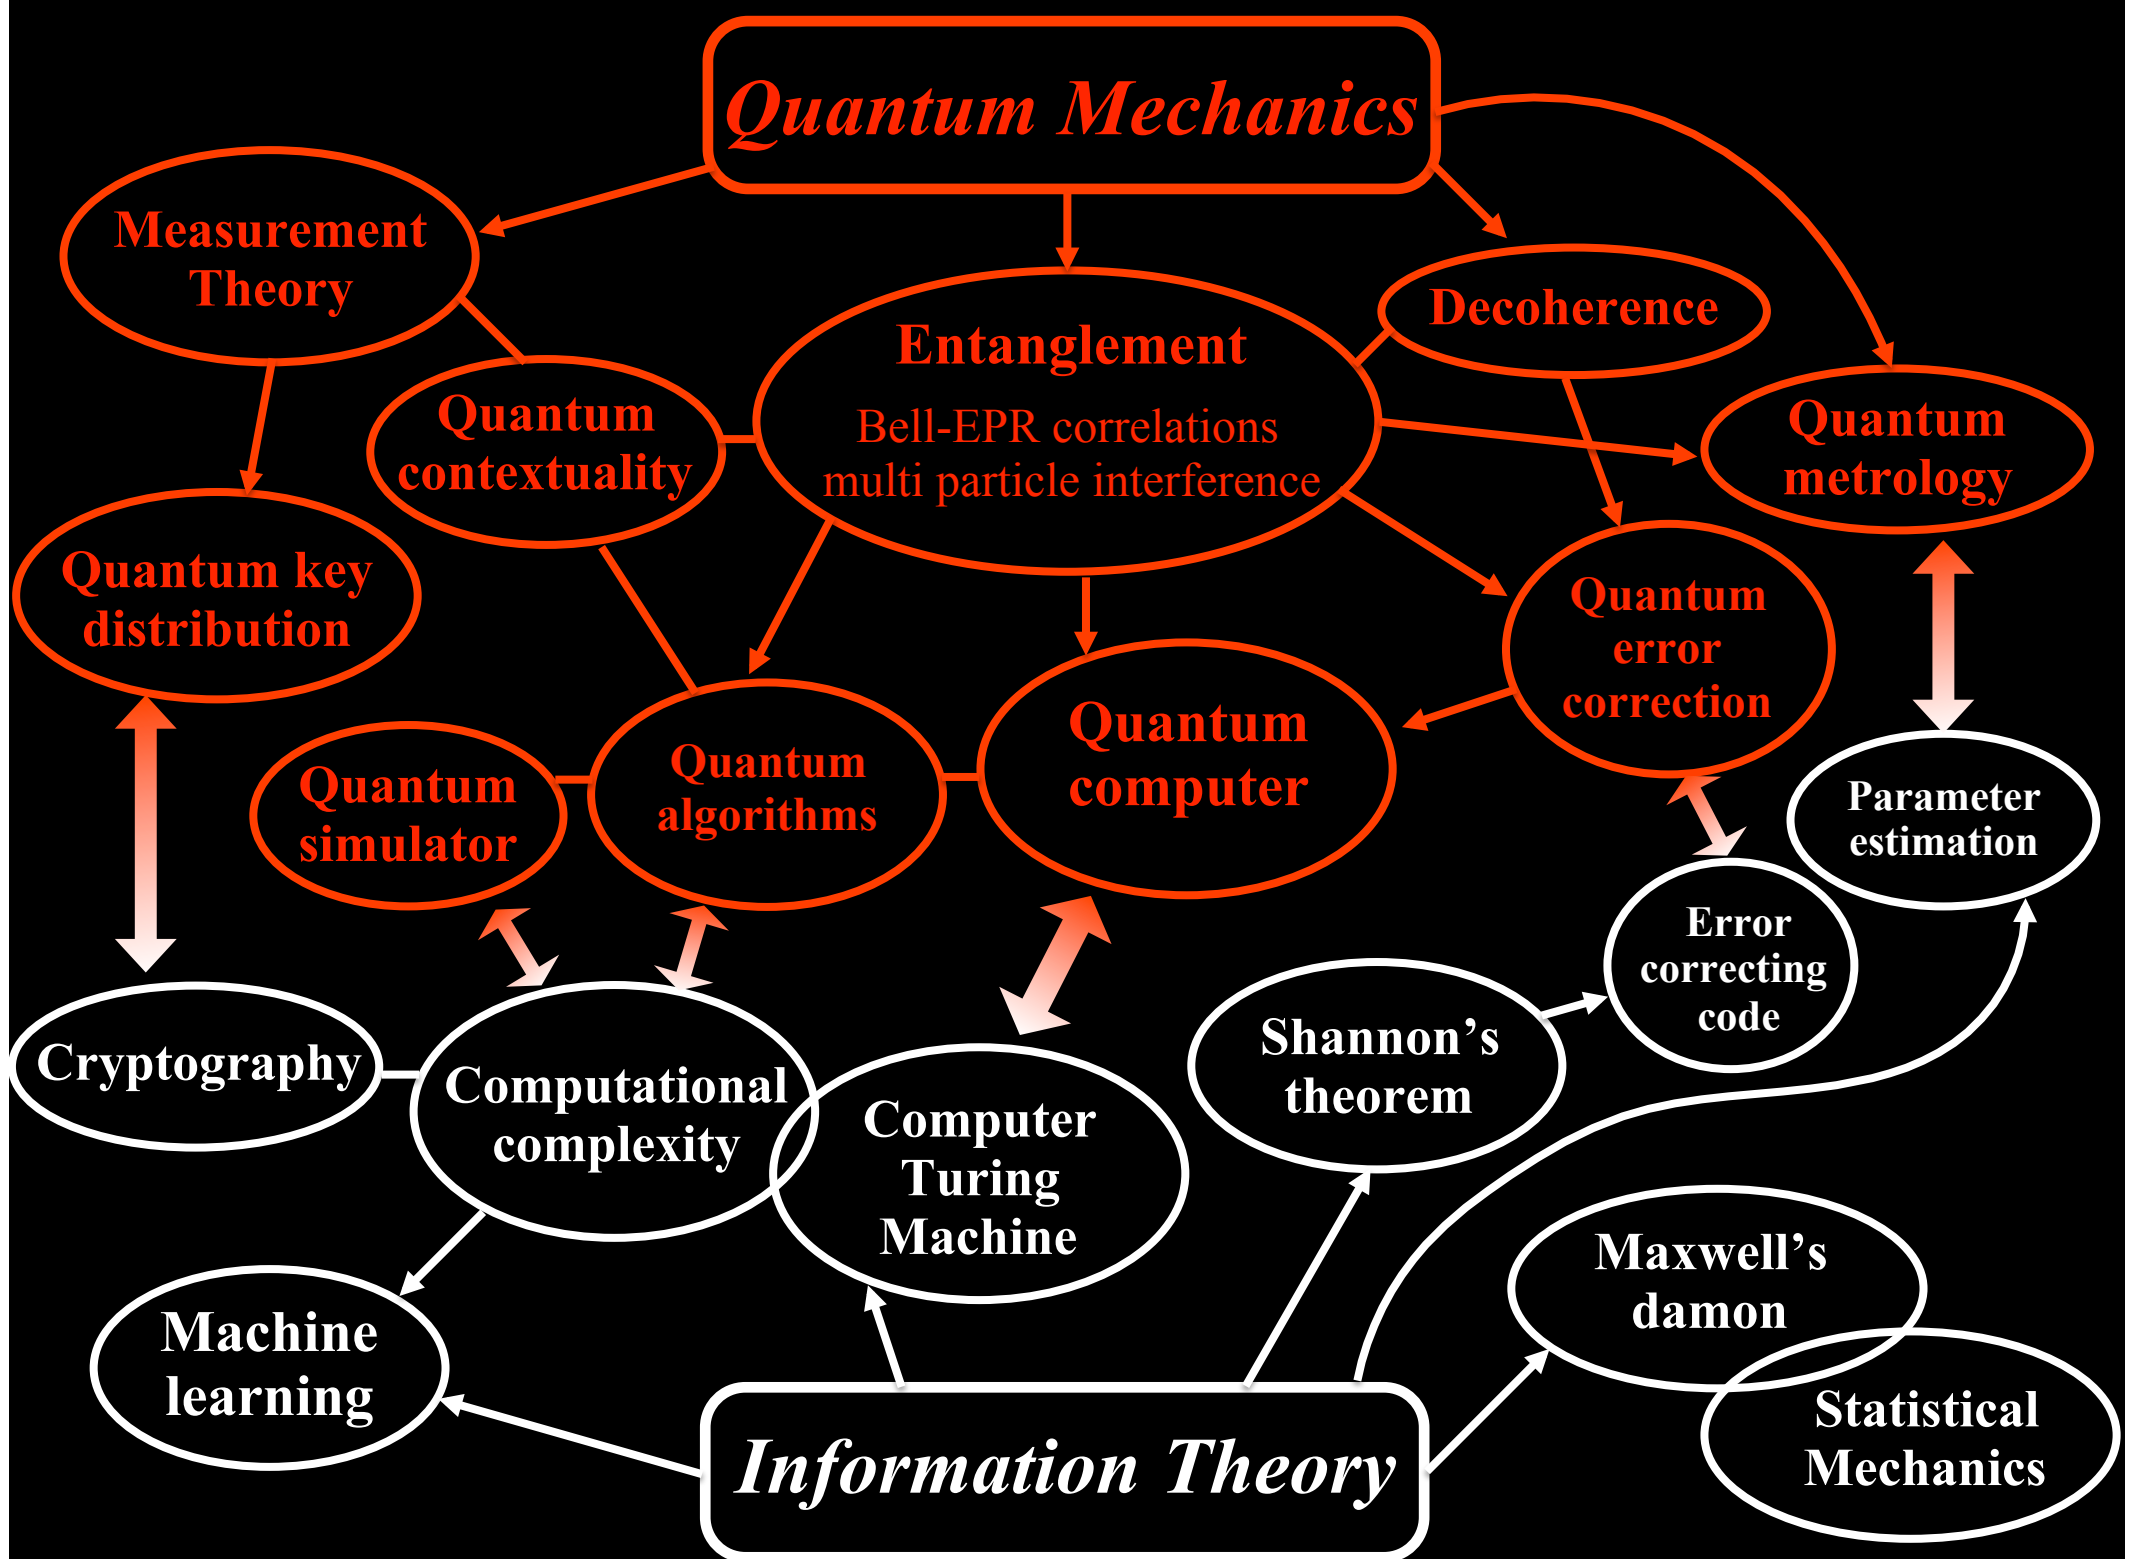 Quantum Mechanics
Measurement
Theory
Entanglement
Bell-EPR correlations
multi particle interference
Decoherence
Quantum
contextuality
Quantum
metrology
Quantum key
distribution
Quantum
error
correction
Quantum
simulator
Quantum
algorithms
Quantum
computer
Parameter
estimation
Error
correcting
code
Cryptography
Computational
complexity
Computer
Turing
Machine
Shannon’s
theorem
Maxwell’s
damon
Machine
learning
Statistical
Mechanics
Information Theory